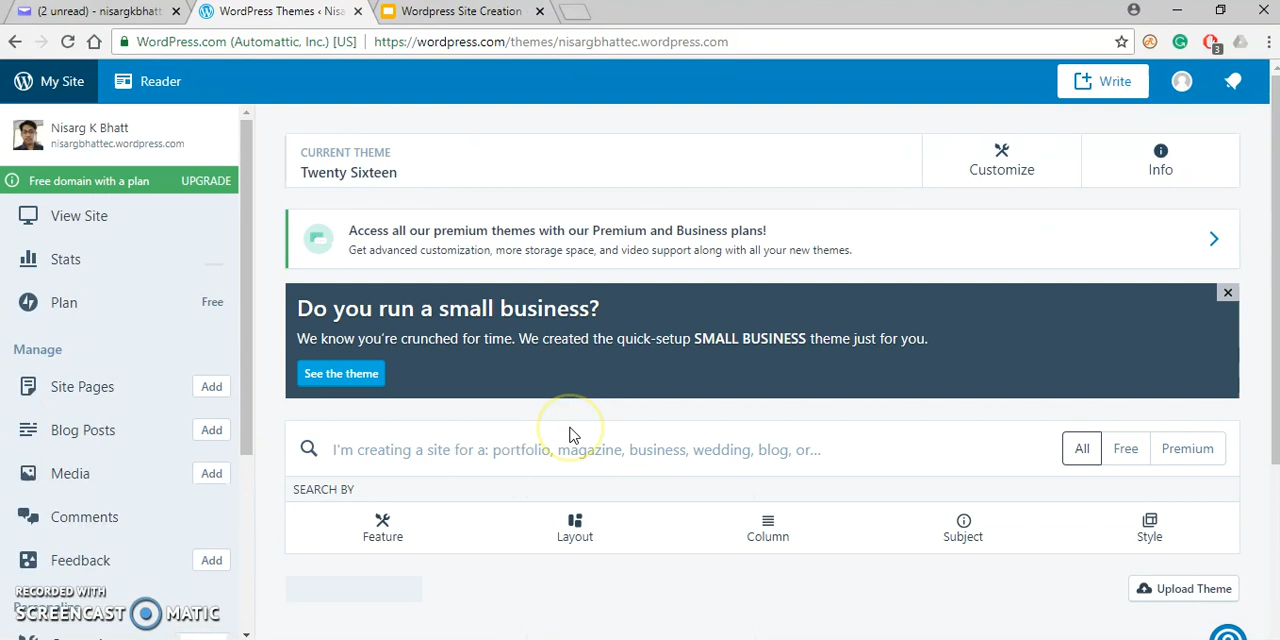 (2 unread) - nisargkbhatt
WordPress Themes ‹ Nisa
Wordpress Site Creation
WordPress.com (Automattic, Inc.) [US]
https://wordpress.com/themes/nisargbhattec.wordpress.com
3
My Site
Reader
Write
Nisarg K Bhatt
nisargbhattec.wordpress.com
Free domain with a plan
UPGRADE
View Site
Stats
Plan
Free
Manage
Site Pages
Add
Blog Posts
Add
Media
Add
Comments
Feedback
Add
CURRENT THEME
Twenty Sixteen
Customize
Info
Access all our premium themes with our Premium and Business plans!
Get advanced customization, more storage space, and video support along with all your new themes.
Do you run a small business?
We know you're crunched for time. We created the quick-setup SMALL BUSINESS theme just for you.
See the theme
I'm creating a site for a: portfolio, magazine, business, wedding, blog, or...
All
Free
Premium
SEARCH BY
Feature
Layout
Column
Subject
Style
Upload Theme
RECORDED WITH
SCREENCAST MATIC